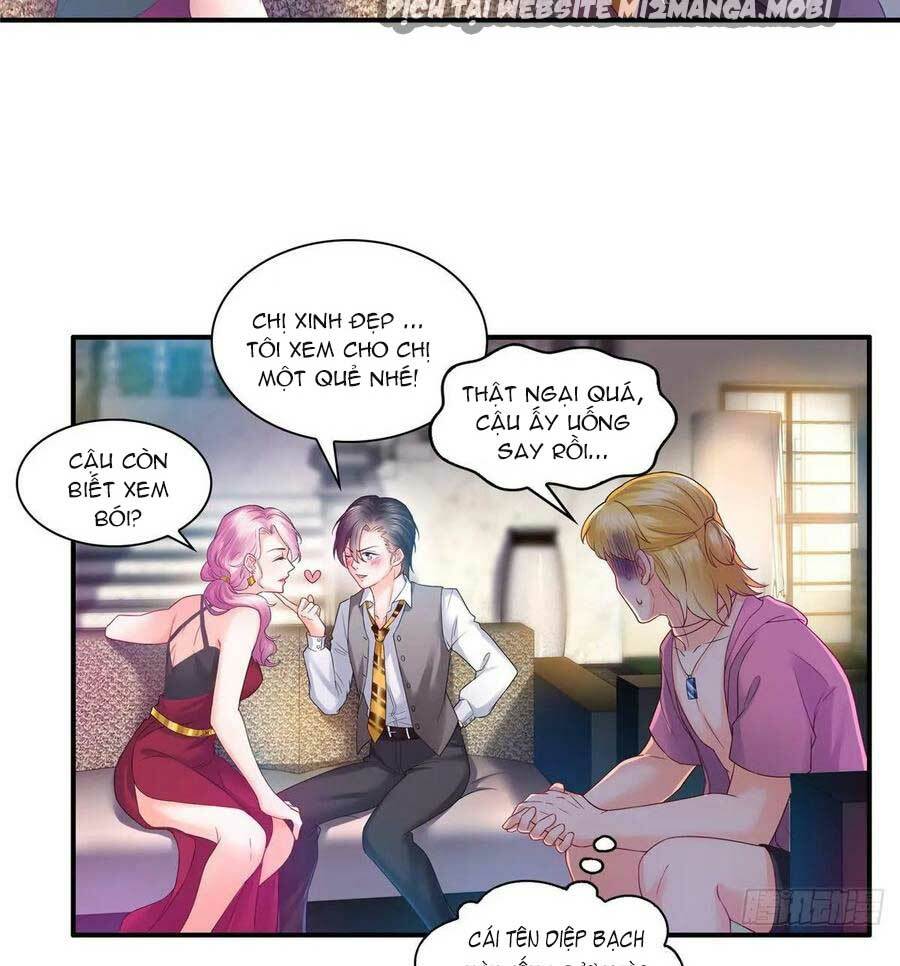 DỊCH TẠI WEBSITE MI2MANGA.MOBI
CHỊ XINH ĐẸP ...
TÔI XEM CHO CHỊ
MỘT QUẺ NHÉ!
THẬT NGẠI QUÁ,
CẬU ẤY UỐNG
SAY RỒI...
CẬU CÒN
BIẾT XEM
BÓI?
CÁI TÊN DIỆP BẠCH